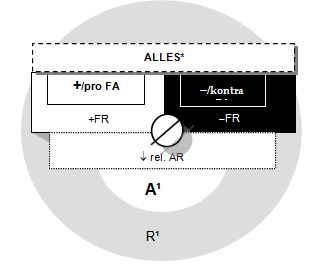 ALLES*
+/pro FA
–/kontra
+FR
–FR
↓ rel. AR
A¹
R¹